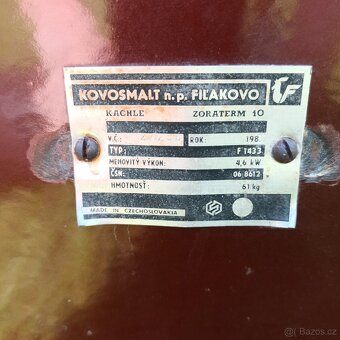 KOVOSMALT n.p. FIĽAKOVO
KACHLE ZORATERM 10
V.Č.: ROK: 198
TYP: F 1433
MENOVITÝ VÝKON: 4,6 kW
ČSN: 06 8612
HMOTNOSŤ: 61 kg
MADE IN CZECHOSLOVAKIA
© Bazos.cz